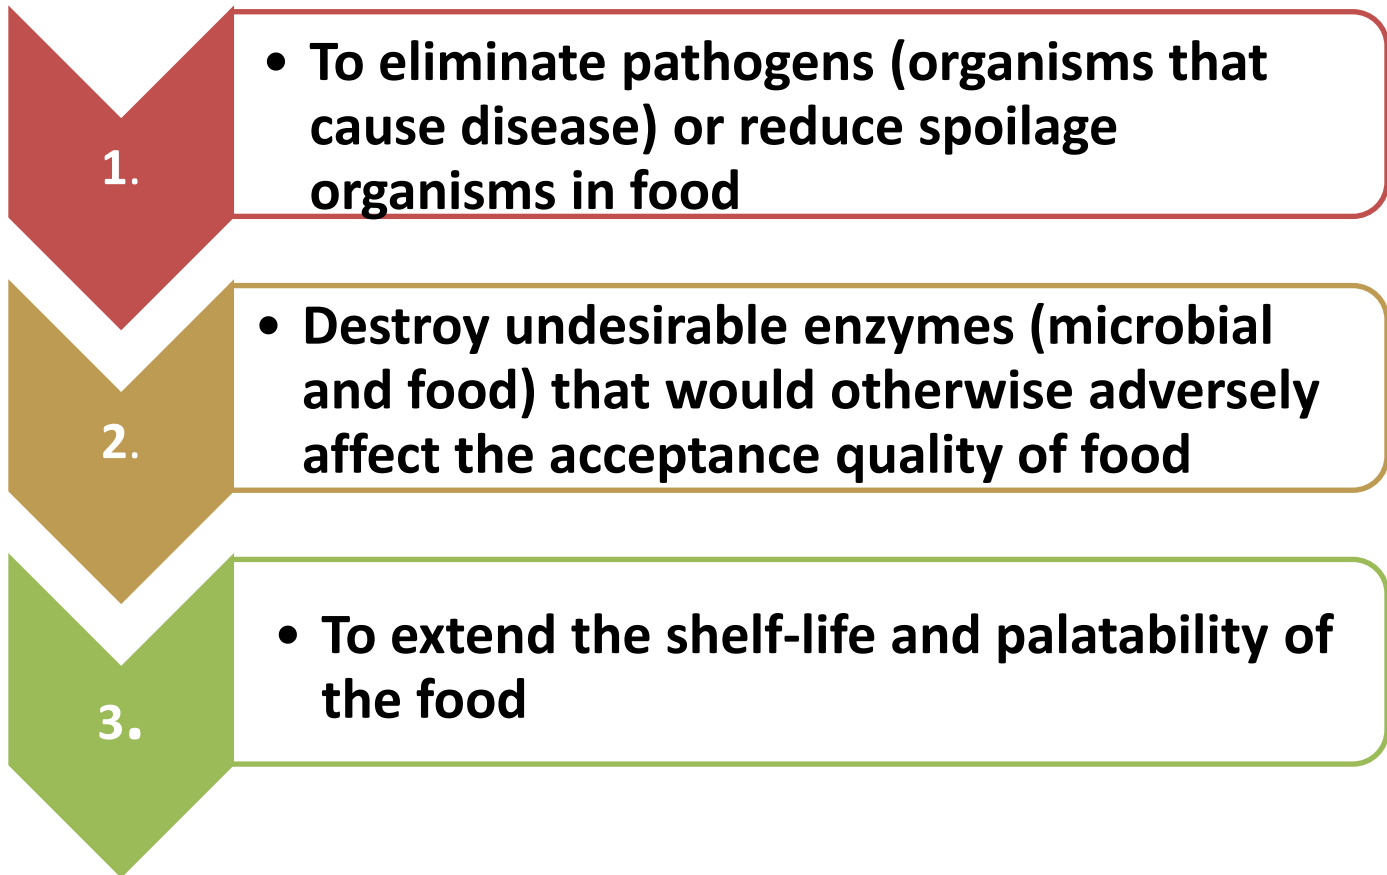 1.
• To eliminate pathogens (organisms that
cause disease) or reduce spoilage
organisms in food
2.
• Destroy undesirable enzymes (microbial
and food) that would otherwise adversely
affect the acceptance quality of food
3.
• To extend the shelf-life and palatability of
the food